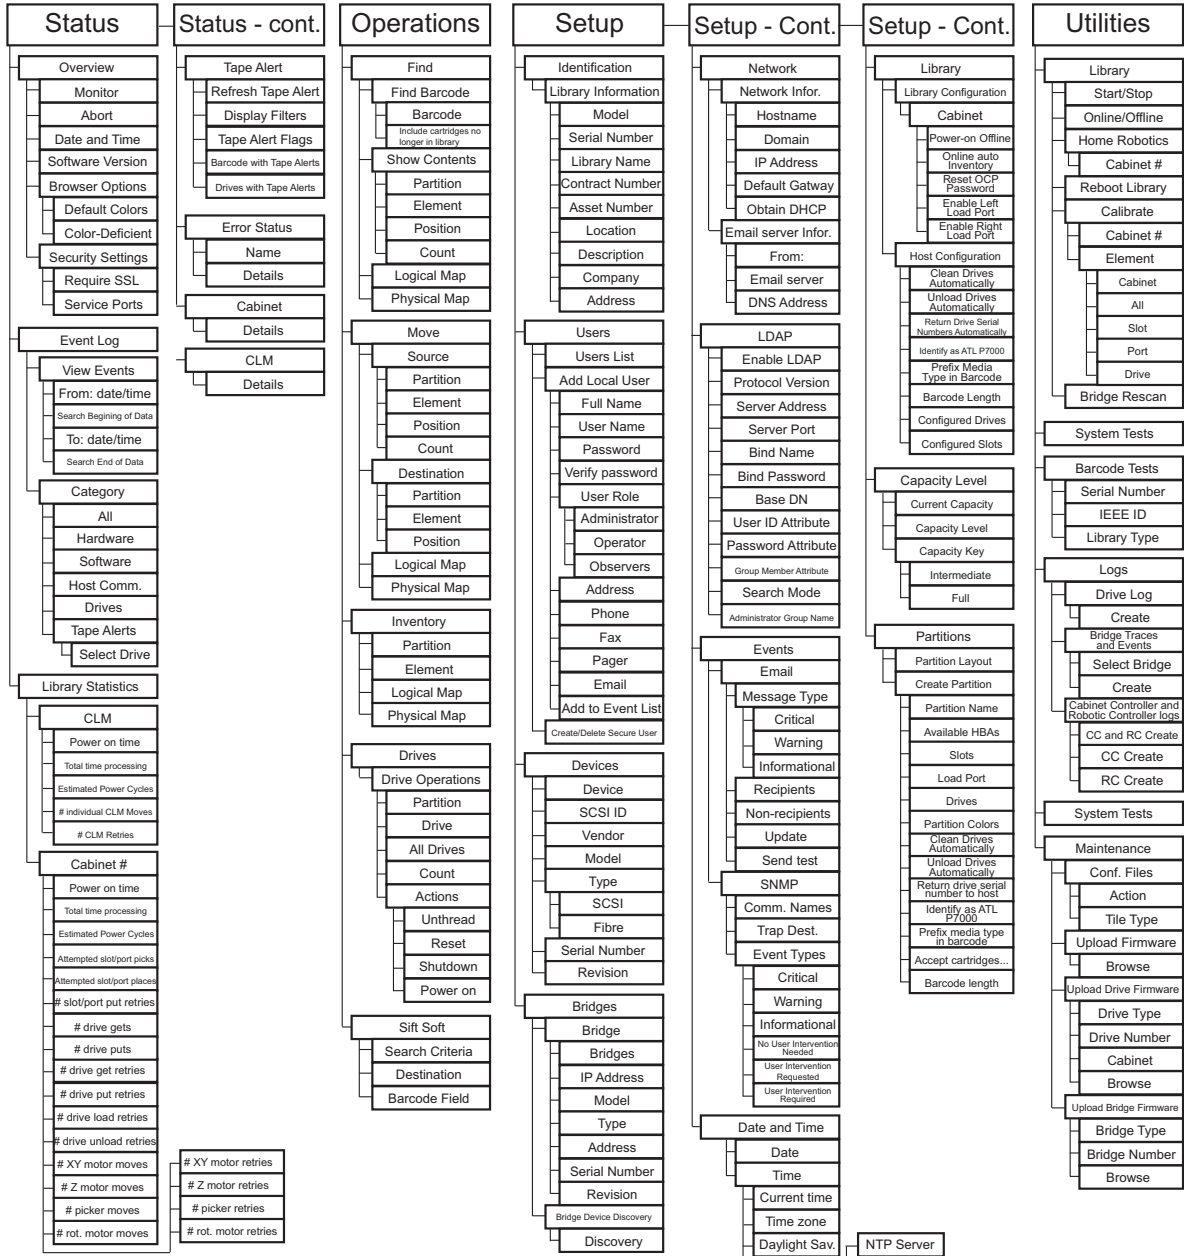 Status
Overview
Monitor
Abort
Date and Time
Software Version
Browser Options
Default Colors
Color-Deficient
Security Settings
Require SSL
Service Ports
Event Log
View Events
From: date/time
Search Begining of Data
To: date/time
Search End of Data
Category
All
Hardware
Software
Host Comm.
Drives
Tape Alerts
Select Drive
Library Statistics
CLM
Power on time
Total time processing
Estimated Power Cycles
# individual CLM Moves
# CLM Retries
Cabinet #
Power on time
Total time processing
Estimated Power Cycles
Attempted slot/port picks
Attempted slot/port places
# slot/port put retries
# drive gets
# drive puts
# drive get retries
# drive put retries
# drive load retries
# drive unload retries
# XY motor moves
# Z motor moves
# picker moves
# rot. motor moves
# XY motor retries
# Z motor retries
# picker retries
# rot. motor retries
Status - cont.
Tape Alert
Refresh Tape Alert
Display Filters
Tape Alert Flags
Barcode with Tape Alerts
Drives with Tape Alerts
Error Status
Name
Details
Cabinet
Details
CLM
Details
Operations
Find
Find Barcode
Barcode
Include cartridges no
longer in library
Show Contents
Partition
Element
Position
Count
Logical Map
Physical Map
Move
Source
Partition
Element
Position
Count
Destination
Partition
Element
Position
Logical Map
Physical Map
Inventory
Partition
Element
Logical Map
Physical Map
Drives
Drive Operations
Partition
Drive
All Drives
Count
Actions
Unthread
Reset
Shutdown
Power on
Sift Soft
Search Criteria
Destination
Barcode Field
Setup
Identification
Library Information
Model
Serial Number
Library Name
Contract Number
Asset Number
Location
Description
Company
Address
Users
Users List
Add Local User
Full Name
User Name
Password
Verify password
User Role
Administrator
Operator
Observers
Address
Phone
Fax
Pager
Email
Add to Event List
Create/Delete Secure User
Devices
Device
SCSI ID
Vendor
Model
Type
SCSI
Fibre
Serial Number
Revision
Bridges
Bridge
Bridges
IP Address
Model
Type
Address
Serial Number
Revision
Bridge Device Discovery
Discovery
Setup - Cont.
Network
Network Infor.
Hostname
Domain
IP Address
Default Gatway
Obtain DHCP
Email server Infor.
From:
Email server
DNS Address
LDAP
Enable LDAP
Protocol Version
Server Address
Server Port
Bind Name
Bind Password
Base DN
User ID Attribute
Password Attribute
Group Member Attribute
Search Mode
Administrator Group Name
Events
Email
Message Type
Critical
Warning
Informational
Recipients
Non-recipients
Update
Send test
SNMP
Comm. Names
Trap Dest.
Event Types
Critical
Warning
Informational
No User Intervention
Needed
User Intervention
Requested
User Intervention
Required
Date and Time
Date
Time
Current time
Time zone
Daylight Sav.
NTP Server
Setup - Cont.
Library
Library Configuration
Cabinet
Power-on Offline
Online auto
Inventory
Reset OCP
Password
Enable Left
Load Port
Enable Right
Load Port
Host Configuration
Clean Drives
Automatically
Unload Drives
Automatically
Return Drive Serial
Numbers Automatically
Identify as ATL P7000
Prefix Media
Type in Barcode
Barcode Length
Configured Drives
Configured Slots
Capacity Level
Current Capacity
Capacity Level
Capacity Key
Intermediate
Full
Partitions
Partition Layout
Create Partition
Partition Name
Available HBAs
Slots
Load Port
Drives
Partition Colors
Clean Drives
Automatically
Unload Drives
Automatically
Return drive serial
number to host
Identify as ATL
P7000
Prefix media type
in barcode
Accept cartridges...
Barcode length
Utilities
Library
Start/Stop
Online/Offline
Home Robotics
Cabinet #
Reboot Library
Calibrate
Cabinet #
Element
Cabinet
All
Slot
Port
Drive
Bridge Rescan
System Tests
Barcode Tests
Serial Number
IEEE ID
Library Type
Logs
Drive Log
Create
Bridge Traces
and Events
Select Bridge
Create
Cabinet Controller and
Robotic Controller logs
CC and RC Create
CC Create
RC Create
System Tests
Maintenance
Conf. Files
Action
Tile Type
Upload Firmware
Browse
Upload Drive Firmware
Drive Type
Drive Number
Cabinet
Browse
Upload Bridge Firmware
Bridge Type
Bridge Number
Browse